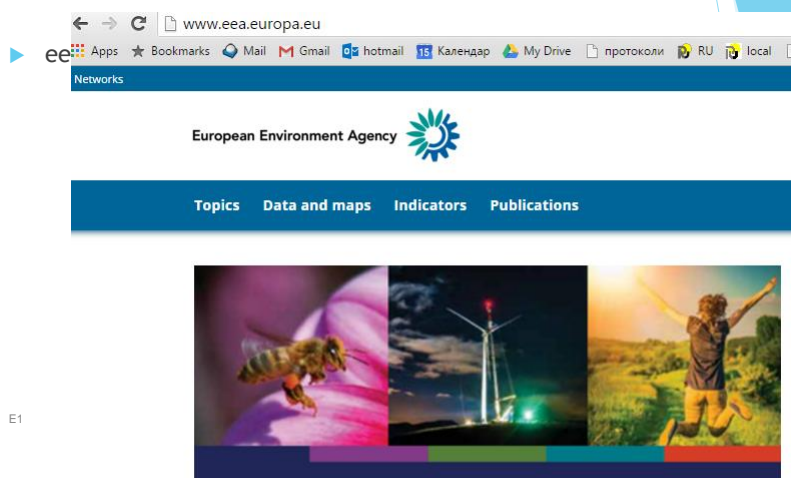 www.eea.europa.eu
ee
Apps Bookmarks Mail Gmail hotmail 15 Календар My Drive протоколи RU local
Networks
European Environment Agency
Topics Data and maps Indicators Publications
E1